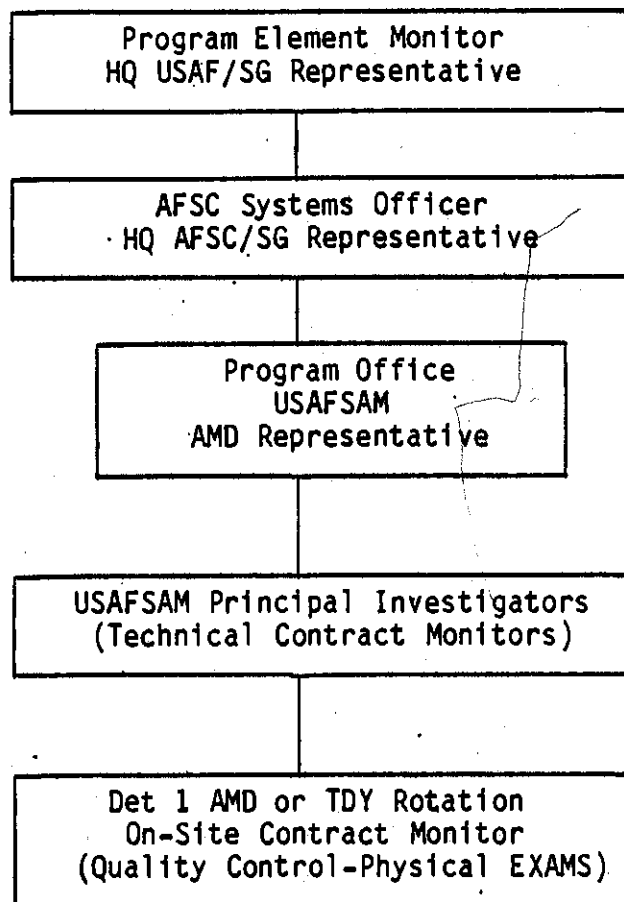 Program Element Monitor
HQ USAF/SG Representative
AFSC Systems Officer
HQ AFSC/SG Representative
Program Office
USAFSAM
AMD Representative
USAFSAM Principal Investigators
(Technical Contract Monitors)
Det 1 AMD or TDY Rotation
On-Site Contract Monitor
(Quality Control-Physical EXAMS)